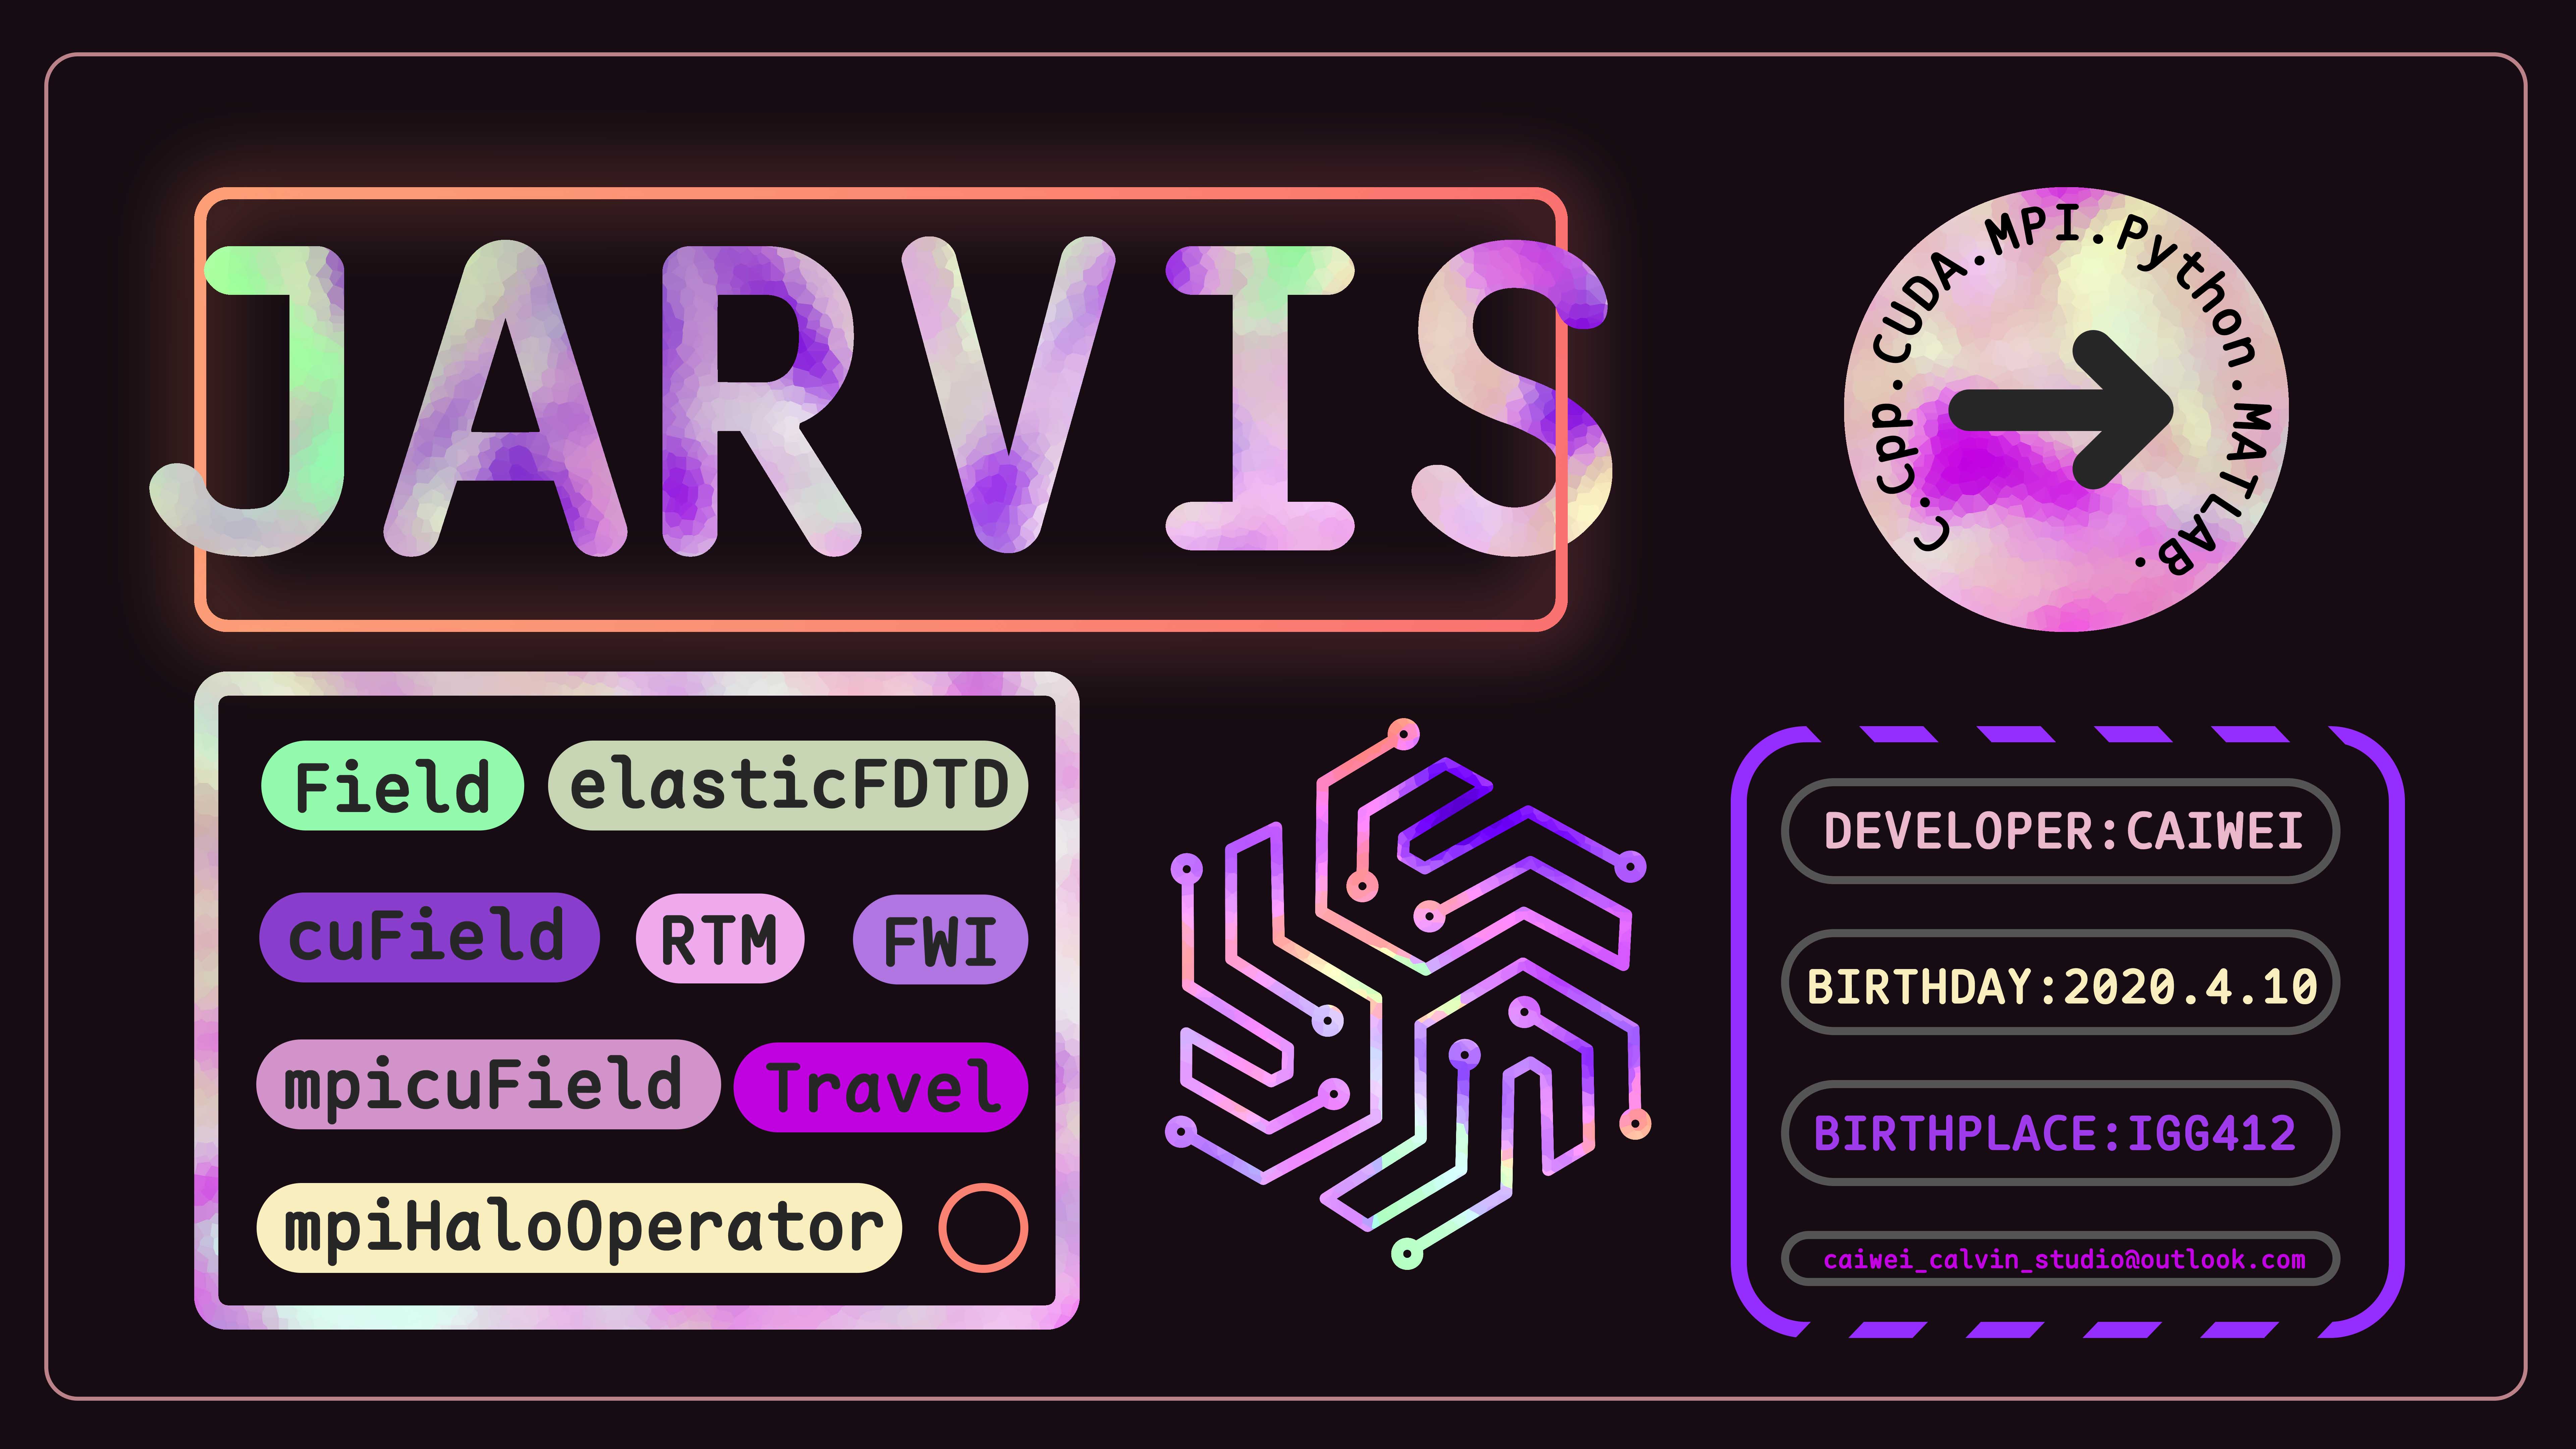 JARVIS
C.Cpp.CUDA.MPI.Python.MATLAB.
Field
elasticFDTD
cuField
RTM
FWI
mpicuField
Travel
mpiHaloOperator
DEVELOPER:CAIWEI
BIRTHDAY:2020.4.10
BIRTHPLACE:IGG412
caiwei_calvin_studio@outlook.com